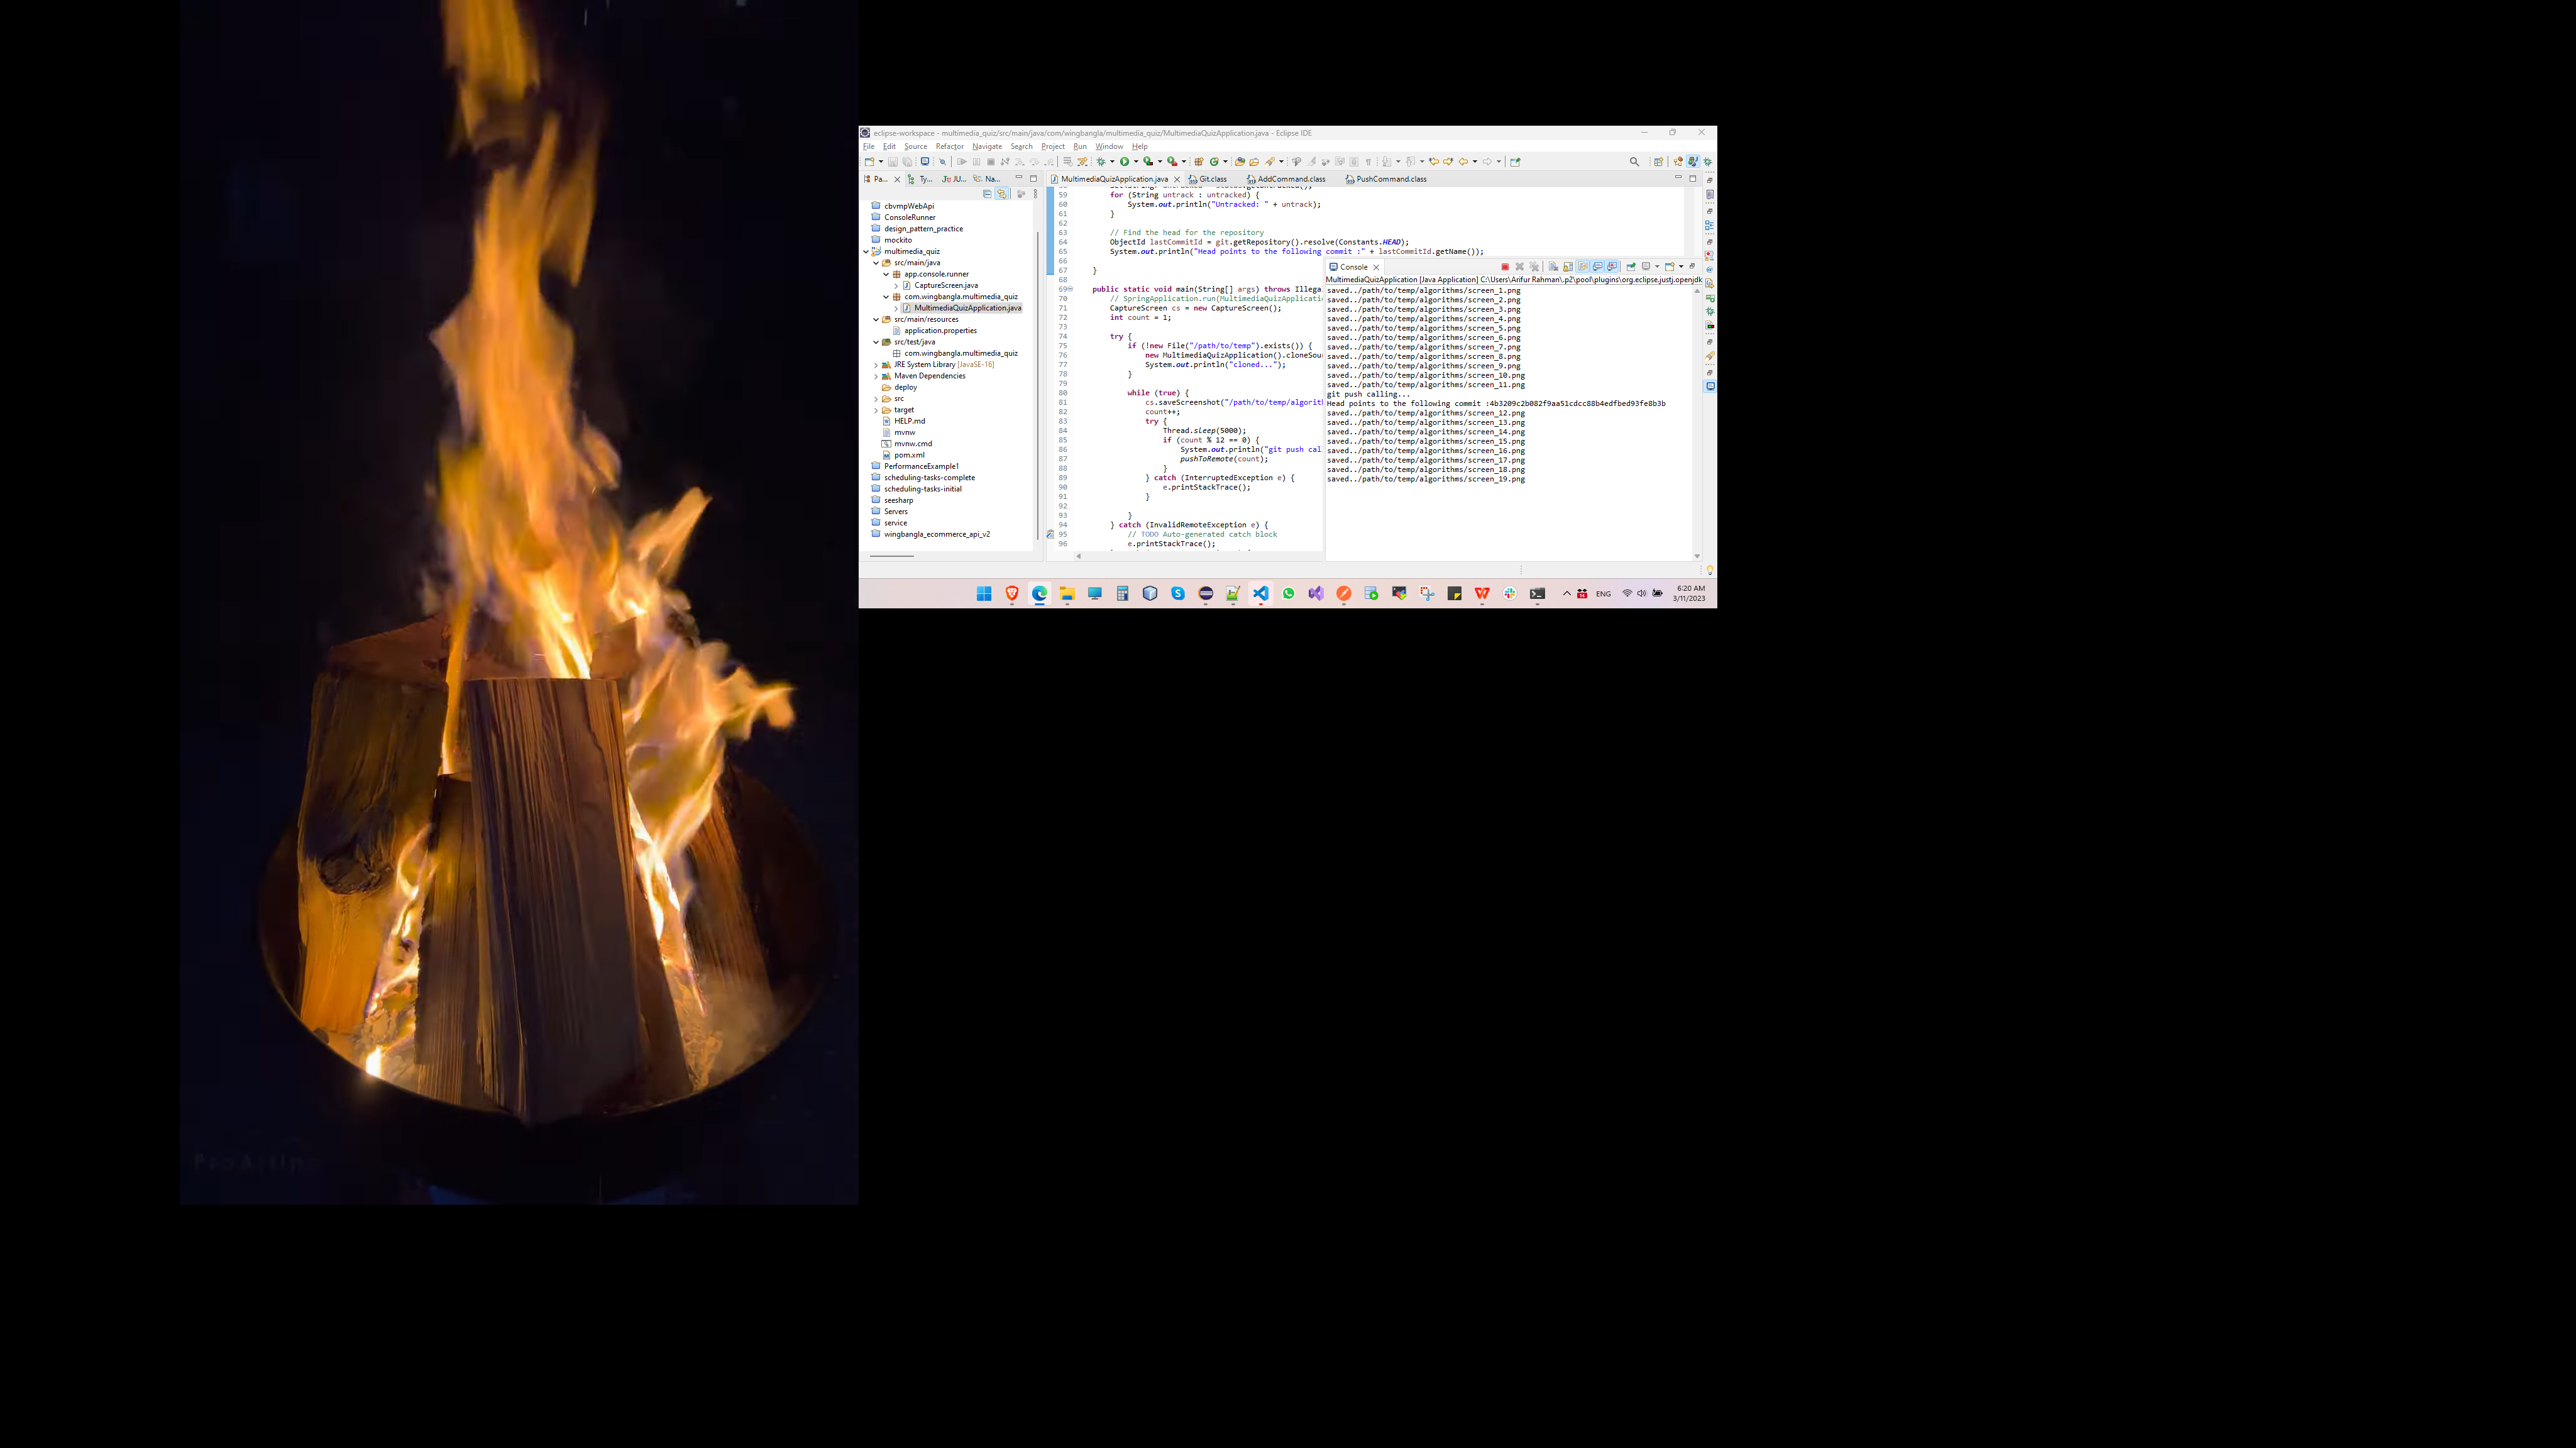 eclipse-workspace - multimedia_quiz/src/main/java/com/wingbangla/multimedia_quiz/MultimediaQuizApplication.java - Eclipse IDE
File Edit Source Refactor Navigate Search Project Run Window Help
Pa... Ty... JU... Na...
cbvmpWebApi
ConsoleRunner
design_pattern_practice
mockito
multimedia_quiz
src/main/java
app.console.runner
CaptureScreen.java
com.wingbangla.multimedia_quiz
MultimediaQuizApplication.java
src/main/resources
application.properties
src/test/java
com.wingbangla.multimedia_quiz
JRE System Library [JavaSE-16]
Maven Dependencies
deploy
src
target
HELP.md
mvnw
mvnw.cmd
pom.xml
PerformanceExample1
scheduling-tasks-complete
scheduling-tasks-initial
seesharp
Servers
service
wingbangla_ecommerce_api_v2
MultimediaQuizApplication.java Git.class AddCommand.class PushCommand.class
59 for (String untrack : untracked) {
60 System.out.println("Untracked: " + untrack);
61 }
62
63 // Find the head for the repository
64 ObjectId lastCommitId = git.getRepository().resolve(Constants.HEAD);
65 System.out.println("Head points to the following commit :" + lastCommitId.getName());
66
67 }
68
69 public static void main(String[] args) throws Illega
70 // SpringApplication.run(MultimediaQuizApplicati
71 CaptureScreen cs = new CaptureScreen();
72 int count = 1;
73
74 try {
75 if (!new File("/path/to/temp").exists()) {
76 new MultimediaQuizApplication().cloneSou
77 System.out.println("cloned...");
78 }
79
80 while (true) {
81 cs.saveScreenshot("/path/to/temp/algorit
82 count++;
83 try {
84 Thread.sleep(5000);
85 if (count % 12 == 0) {
86 System.out.println("git push cal
87 pushToRemote(count);
88 }
89 } catch (InterruptedException e) {
90 e.printStackTrace();
91 }
92
93 }
94 } catch (InvalidRemoteException e) {
95 // TODO Auto-generated catch block
96 e.printStackTrace();
Console
MultimediaQuizApplication [Java Application] C:\Users\Arifur Rahman\.p2\pool\plugins\org.eclipse.justj.openjdk
saved../path/to/temp/algorithms/screen_1.png
saved../path/to/temp/algorithms/screen_2.png
saved../path/to/temp/algorithms/screen_3.png
saved../path/to/temp/algorithms/screen_4.png
saved../path/to/temp/algorithms/screen_5.png
saved../path/to/temp/algorithms/screen_6.png
saved../path/to/temp/algorithms/screen_7.png
saved../path/to/temp/algorithms/screen_8.png
saved../path/to/temp/algorithms/screen_9.png
saved../path/to/temp/algorithms/screen_10.png
saved../path/to/temp/algorithms/screen_11.png
git push calling...
Head points to the following commit :4b3209c2b082f9aa51cdcc88b4edfbed93fe8b3b
saved../path/to/temp/algorithms/screen_12.png
saved../path/to/temp/algorithms/screen_13.png
saved../path/to/temp/algorithms/screen_14.png
saved../path/to/temp/algorithms/screen_15.png
saved../path/to/temp/algorithms/screen_16.png
saved../path/to/temp/algorithms/screen_17.png
saved../path/to/temp/algorithms/screen_18.png
saved../path/to/temp/algorithms/screen_19.png
ENG
6:20 AM
3/11/2023